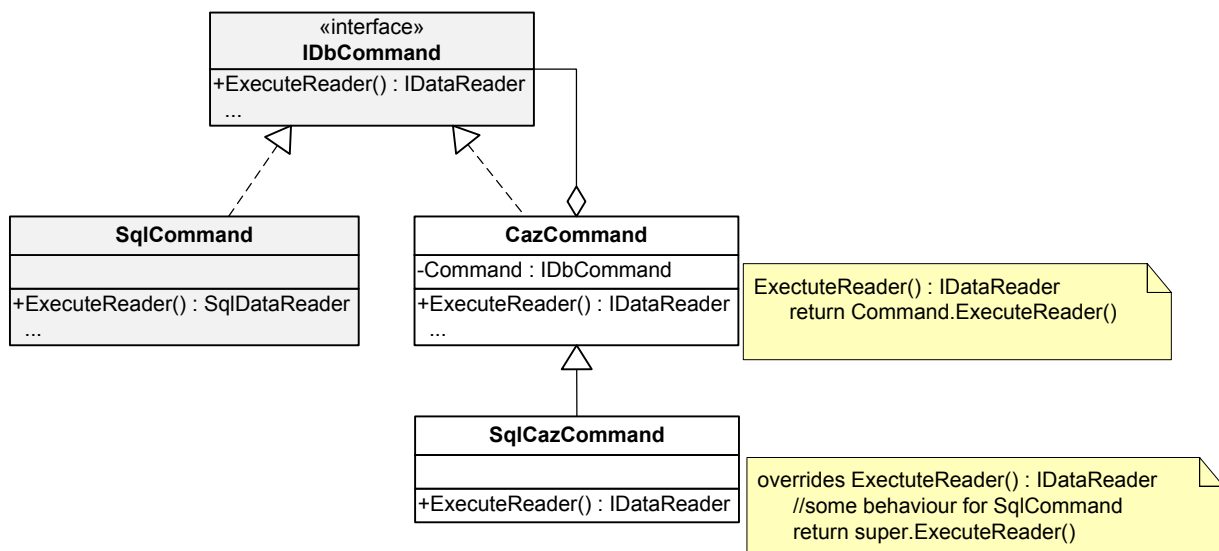 «interface»
IDbCommand
+ExecuteReader() : IDataReader
...
SqlCommand
+ExecuteReader() : SqlDataReader
...
CazCommand
-Command : IDbCommand
+ExecuteReader() : IDataReader
...
ExectuteReader() : IDataReader
return Command.ExecuteReader()
SqlCazCommand
+ExecuteReader() : IDataReader
overrides ExectuteReader() : IDataReader
//some behaviour for SqlCommand
return super.ExecuteReader()